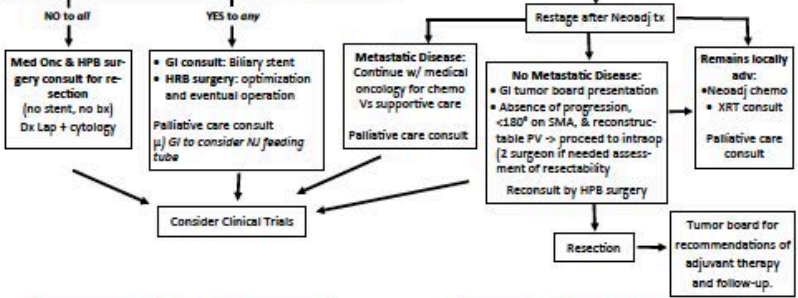 NO to all
YES to any
Restage after Neoadj tx
Med Onc & HPB sur-
gery consult for re-
section
(no stent, no bx)
Dx Lap + cytology
• GI consult: Biliary stent
• HRB surgery: optimization
and eventual operation
Palliative care consult
µ) GI to consider NJ feeding
tube
Metastatic Disease:
Continue w/ medical
oncology for chemo
Vs supportive care
Palliative care consult
No Metastatic Disease:
• GI tumor board presentation
• Absence of progression,
<180° on SMA, & reconstruc-
table PV -> proceed to intraop
(2 surgeon if needed assess-
ment of resectability
Reconsult by HPB surgery
Remains locally
adv:
•Neoadj chemo
• XRT consult
Palliative care
consult
Consider Clinical Trials
Resection
Tumor board for
recommendations of
adjuvant therapy
and follow-up.